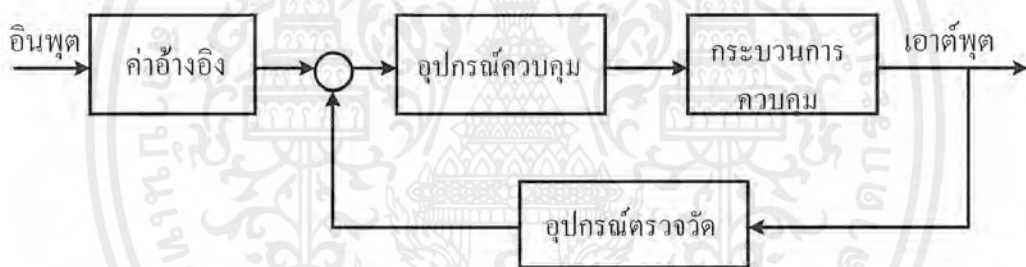 อินพุต
ค่าอ้างอิง
อุปกรณ์ควบคุม
กระบวนการ
ควบคุม
เอาต์พุต
อุปกรณ์ตรวจวัด